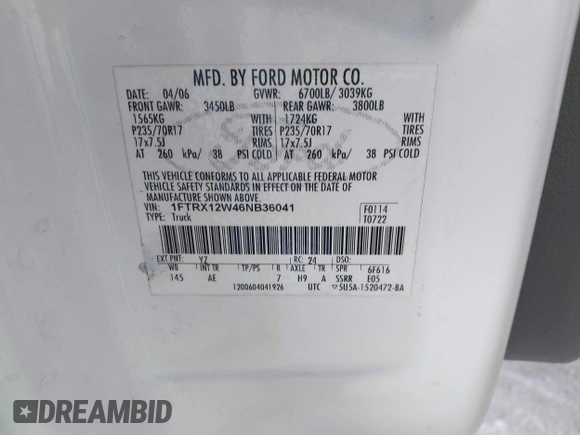 MFD. BY FORD MOTOR CO.
DATE: 04/06 GVWR: 6700LB/ 3039KG
FRONT GAWR: 3450LB REAR GAWR: 3800LB
1565KG WITH 1724KG WITH
P235/70R17 TIRES P235/70R17 TIRES
17x7.5J RIMS 17x7.5J RIMS
AT 260 kPa/ 38 PSI COLD AT 260 kPa/ 38 PSI COLD
THIS VEHICLE CONFORMS TO ALL APPLICABLE FEDERAL MOTOR
VEHICLE SAFETY STANDARDS IN EFFECT ON THE DATE OF
MANUFACTURE SHOWN ABOVE.
VIN: 1FTRX12W46NB36041 F0114
TYPE: Truck T0722
EXT PNT: YZ RC: 24 DSO:
WB INT TR TP/PS R AXLE TR SPR 6F616
145 AE 7 H9 A SSRR E05
1200604041926 UTC ▽5U5A-1520472-BA
Ford
DREAMBID